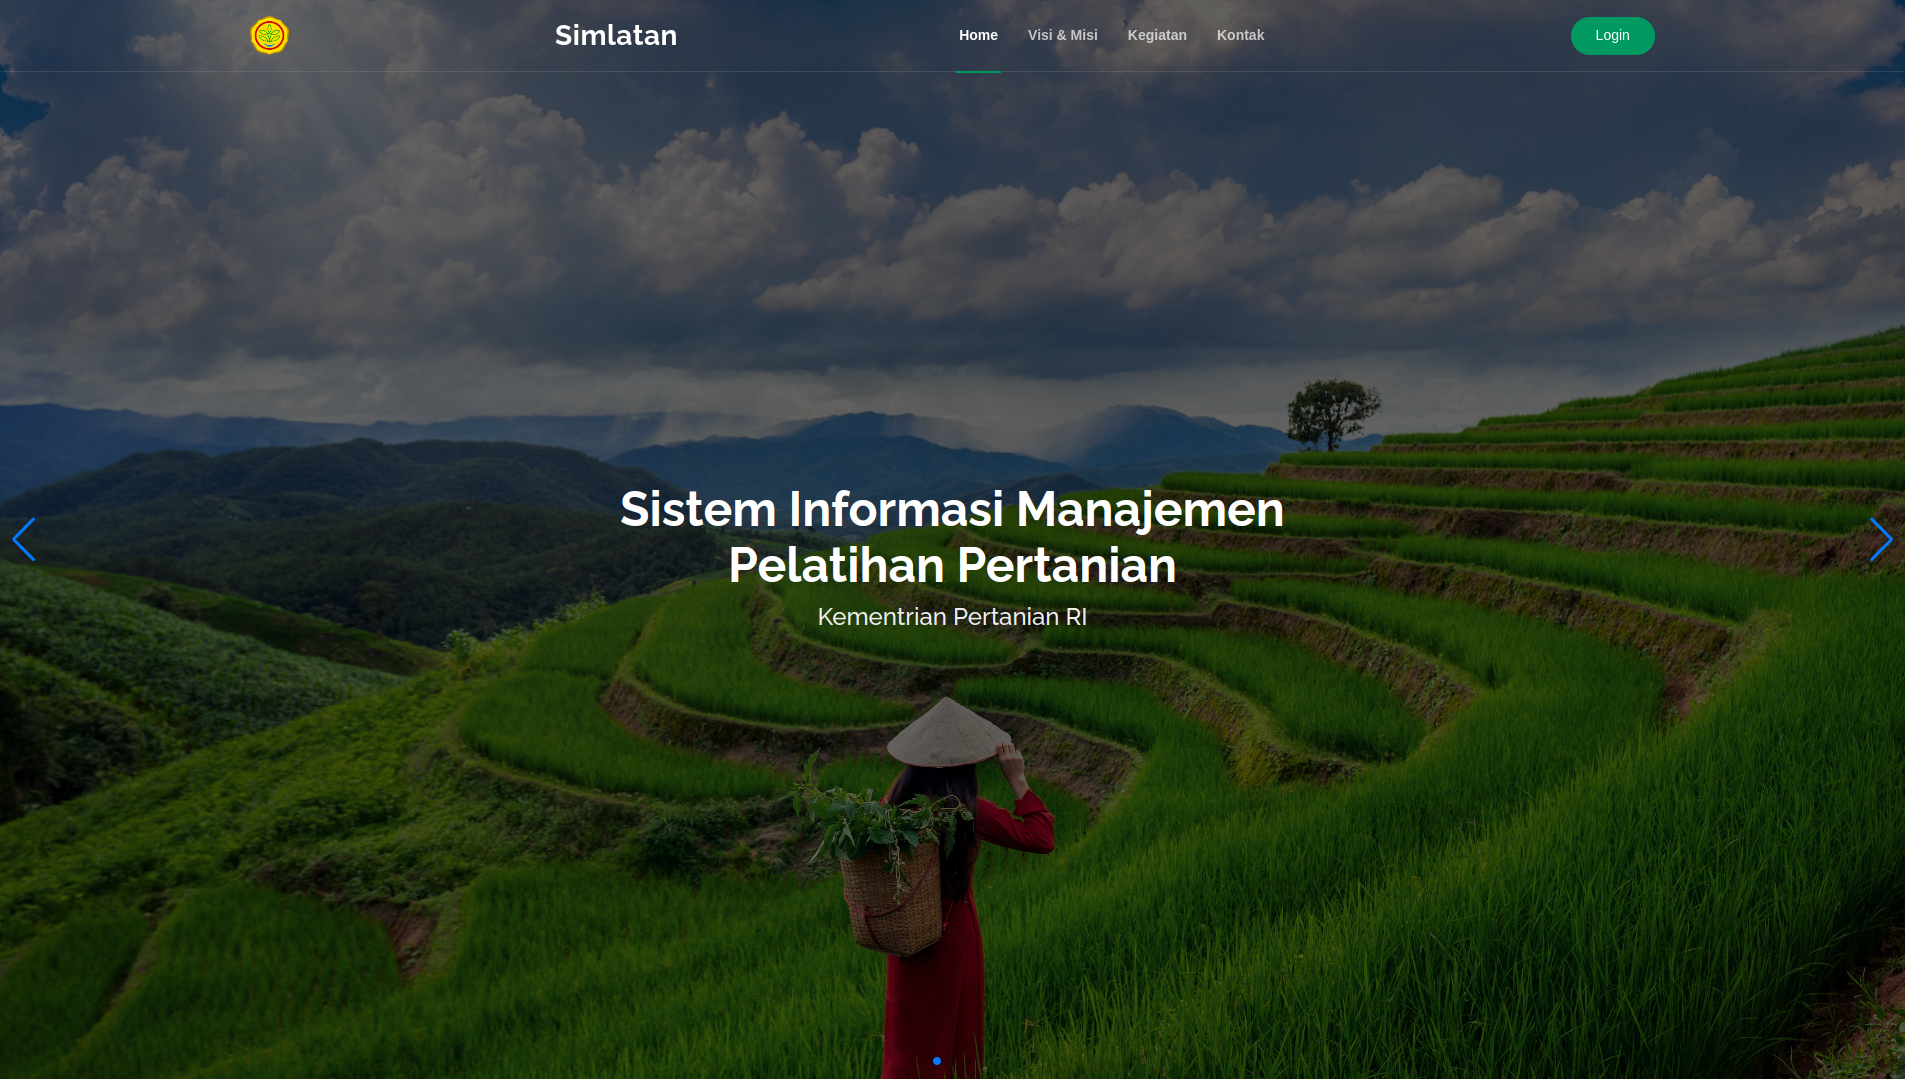 Simlatan
Home
Visi & Misi
Kegiatan
Kontak
Login
Sistem Informasi Manajemen
Pelatihan Pertanian
Kementrian Pertanian RI